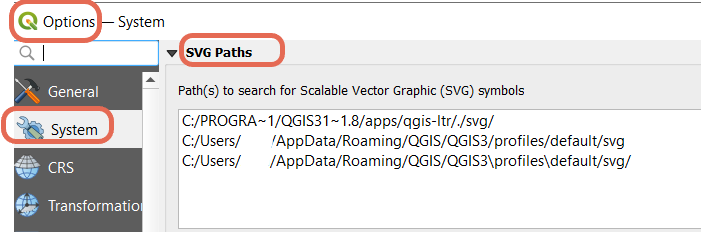 Options — System
SVG Paths
General
Path(s) to search for Scalable Vector Graphic (SVG) symbols
System
C:/PROGRA~1/QGIS31~1.8/apps/qgis-ltr/./svg/
C:/Users/ /AppData/Roaming/QGIS/QGIS3/profiles/default/svg
C:/Users/ /AppData/Roaming/QGIS/QGIS3\profiles\default/svg/
CRS
Transformation